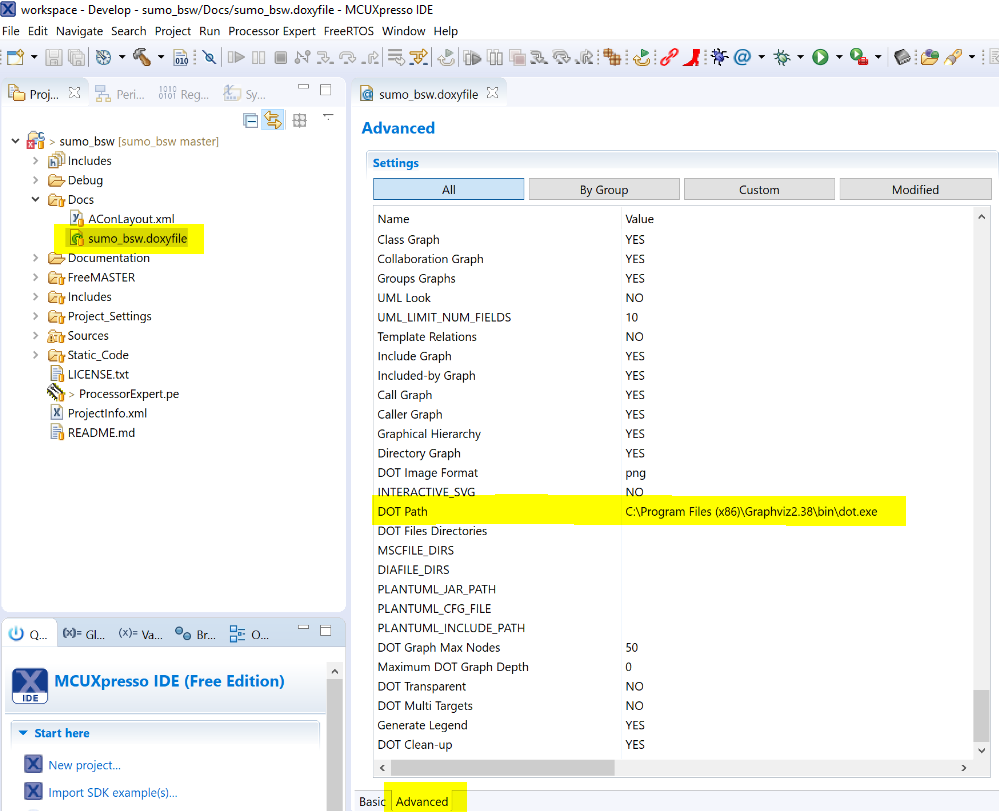 workspace - Develop - sumo_bsw/Docs/sumo_bsw.doxyfile - MCUXpresso IDE
File Edit Navigate Search Project Run Processor Expert FreeRTOS Window Help
Proj... Peri... Reg... Sy...
> sumo_bsw [sumo_bsw master]
Includes
Debug
Docs
AConLayout.xml
sumo_bsw.doxyfile
Documentation
FreeMASTER
Includes
Project_Settings
Sources
Static_Code
LICENSE.txt
> ProcessorExpert.pe
ProjectInfo.xml
README.md
Q... (x)= Gl... (x)= Va... Br... O...
IDE
MCUXpresso IDE (Free Edition)
Start here
New project...
Import SDK example(s)...
sumo_bsw.doxyfile
Advanced
Settings
All By Group Custom Modified
Name Value
Class Graph YES
Collaboration Graph YES
Groups Graphs YES
UML Look NO
UML_LIMIT_NUM_FIELDS 10
Template Relations NO
Include Graph YES
Included-by Graph YES
Call Graph YES
Caller Graph YES
Graphical Hierarchy YES
Directory Graph YES
DOT Image Format png
INTERACTIVE_SVG NO
DOT Path C:\Program Files (x86)\Graphviz2.38\bin\dot.exe
DOT Files Directories
MSCFILE_DIRS
DIAFILE_DIRS
PLANTUML_JAR_PATH
PLANTUML_CFG_FILE
PLANTUML_INCLUDE_PATH
DOT Graph Max Nodes 50
Maximum DOT Graph Depth 0
DOT Transparent NO
DOT Multi Targets NO
Generate Legend YES
DOT Clean-up YES
Basic Advanced